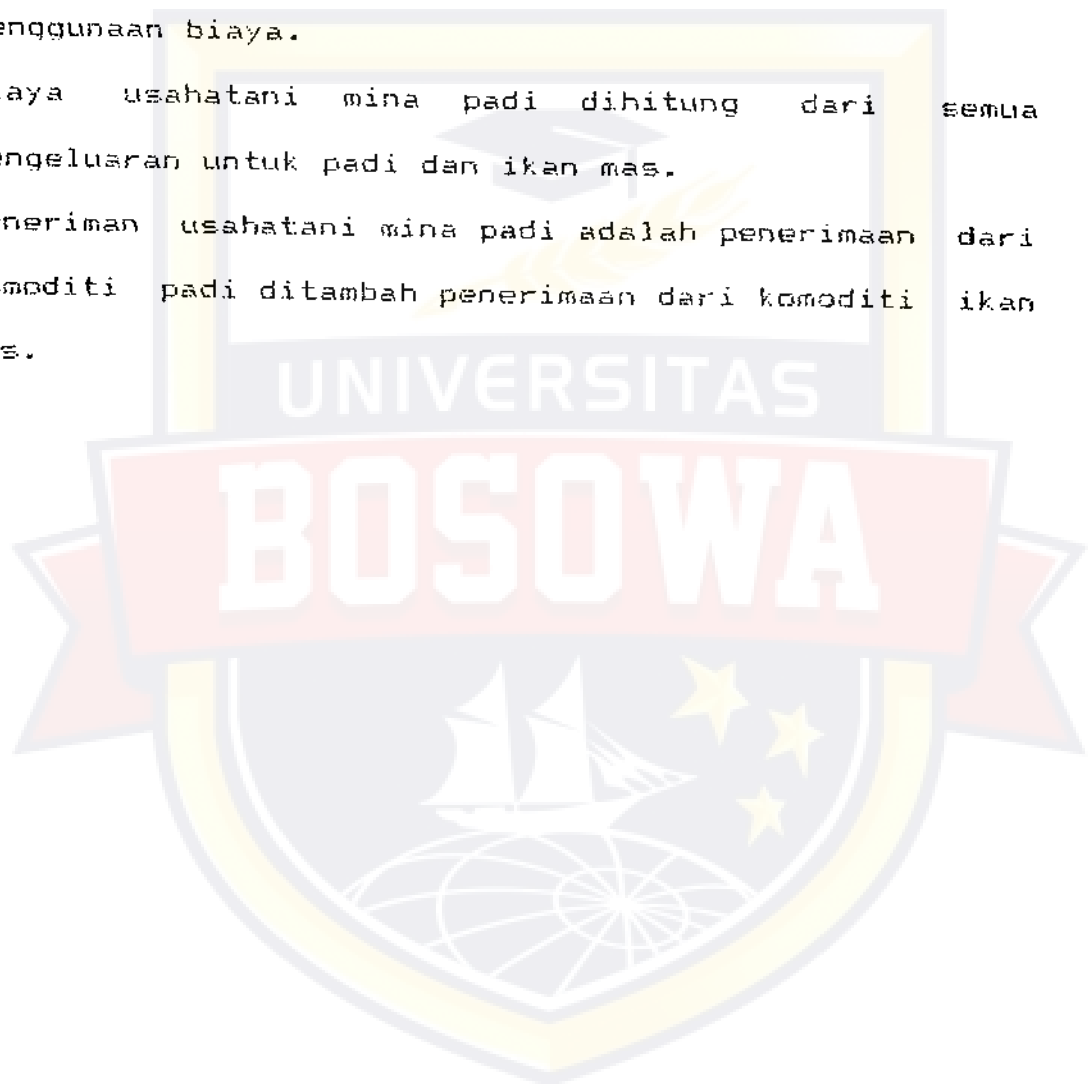 enggunaan biaya.
aya usahatani mina padi dihitung dari semua
engeluaran untuk padi dan ikan mas.
neriman usahatani mina padi adalah penerimaan dari
moditi padi ditambah penerimaan dari komoditi ikan
s.
UNIVERSITAS
BOSOWA